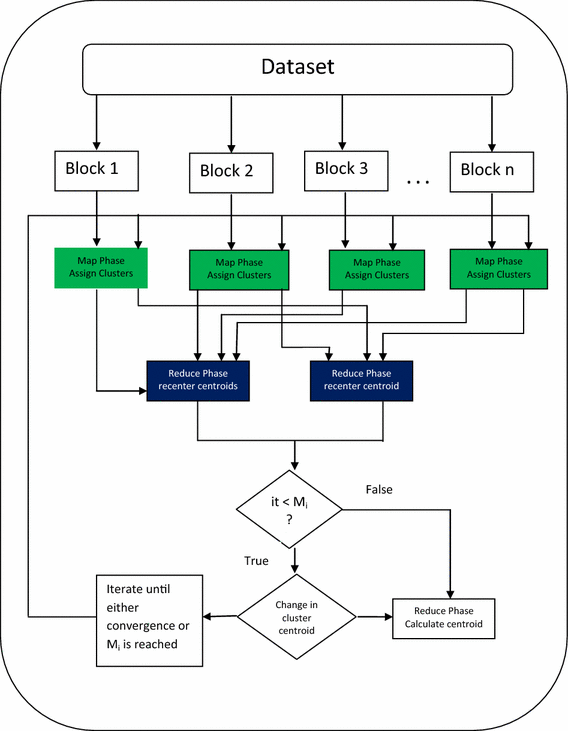 Dataset
Block 1
Block 2
Block 3
. . .
Block n
Map Phase
Assign Clusters
Map Phase
Assign Clusters
Map Phase
Assign Clusters
Map Phase
Assign Clusters
Reduce Phase
recenter centroids
Reduce Phase
recenter centroid
it < Mi
?
False
True
Change in
cluster
centroid
Iterate until
either
convergence or
Mi is reached
Reduce Phase
Calculate centroid